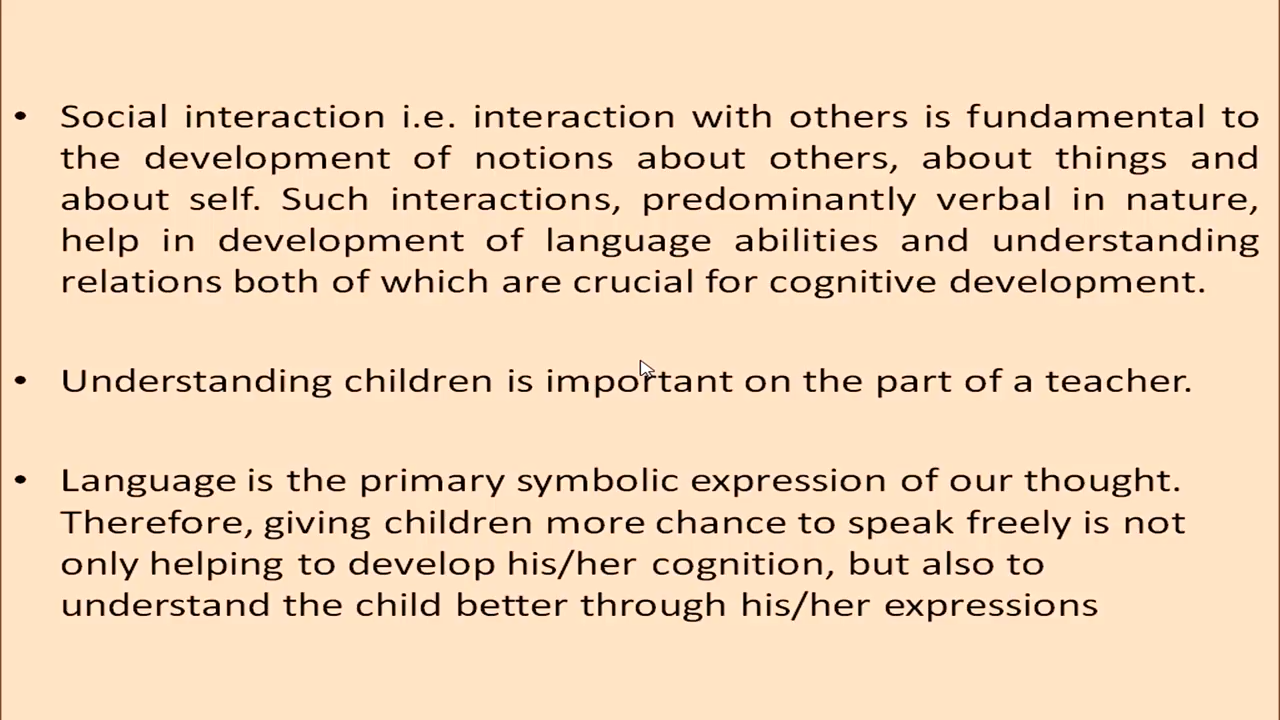 • Social interaction i.e. interaction with others is fundamental to
the development of notions about others, about things and
about self. Such interactions, predominantly verbal in nature,
help in development of language abilities and understanding
relations both of which are crucial for cognitive development.
• Understanding children is important on the part of a teacher.
• Language is the primary symbolic expression of our thought.
Therefore, giving children more chance to speak freely is not
only helping to develop his/her cognition, but also to
understand the child better through his/her expressions